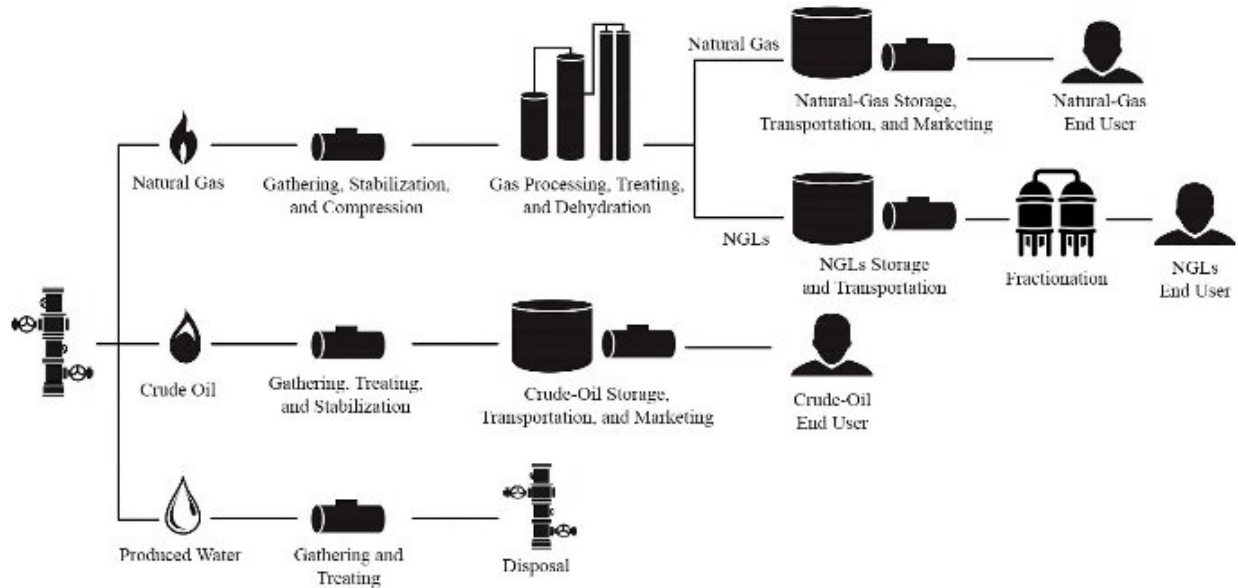 Natural Gas
Natural-Gas Storage,
Transportation, and Marketing
Natural-Gas
End User
Natural Gas
Gathering, Stabilization,
and Compression
Gas Processing, Treating,
and Dehydration
NGLs
NGLs Storage
and Transportation
Fractionation
NGLs
End User
Crude Oil
Gathering, Treating,
and Stabilization
Crude-Oil Storage,
Transportation, and Marketing
Crude-Oil
End User
Produced Water
Gathering and
Treating
Disposal